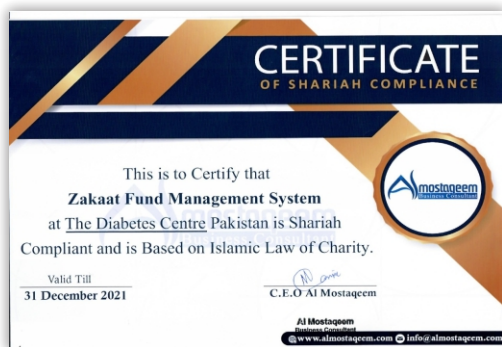 CERTIFICATE
OF SHARIAH COMPLIANCE
Almostaqeem
Business Consultant
This is to Certify that
Zakaat Fund Management System
at The Diabetes Centre Pakistan is Shariah
Compliant and is Based on Islamic Law of Charity.
Valid Till
31 December 2021
C.E.O Al Mostaqeem
Al Mostaqeem
Business Consultant
www.almostaqeem.com info@almostaqeem.com